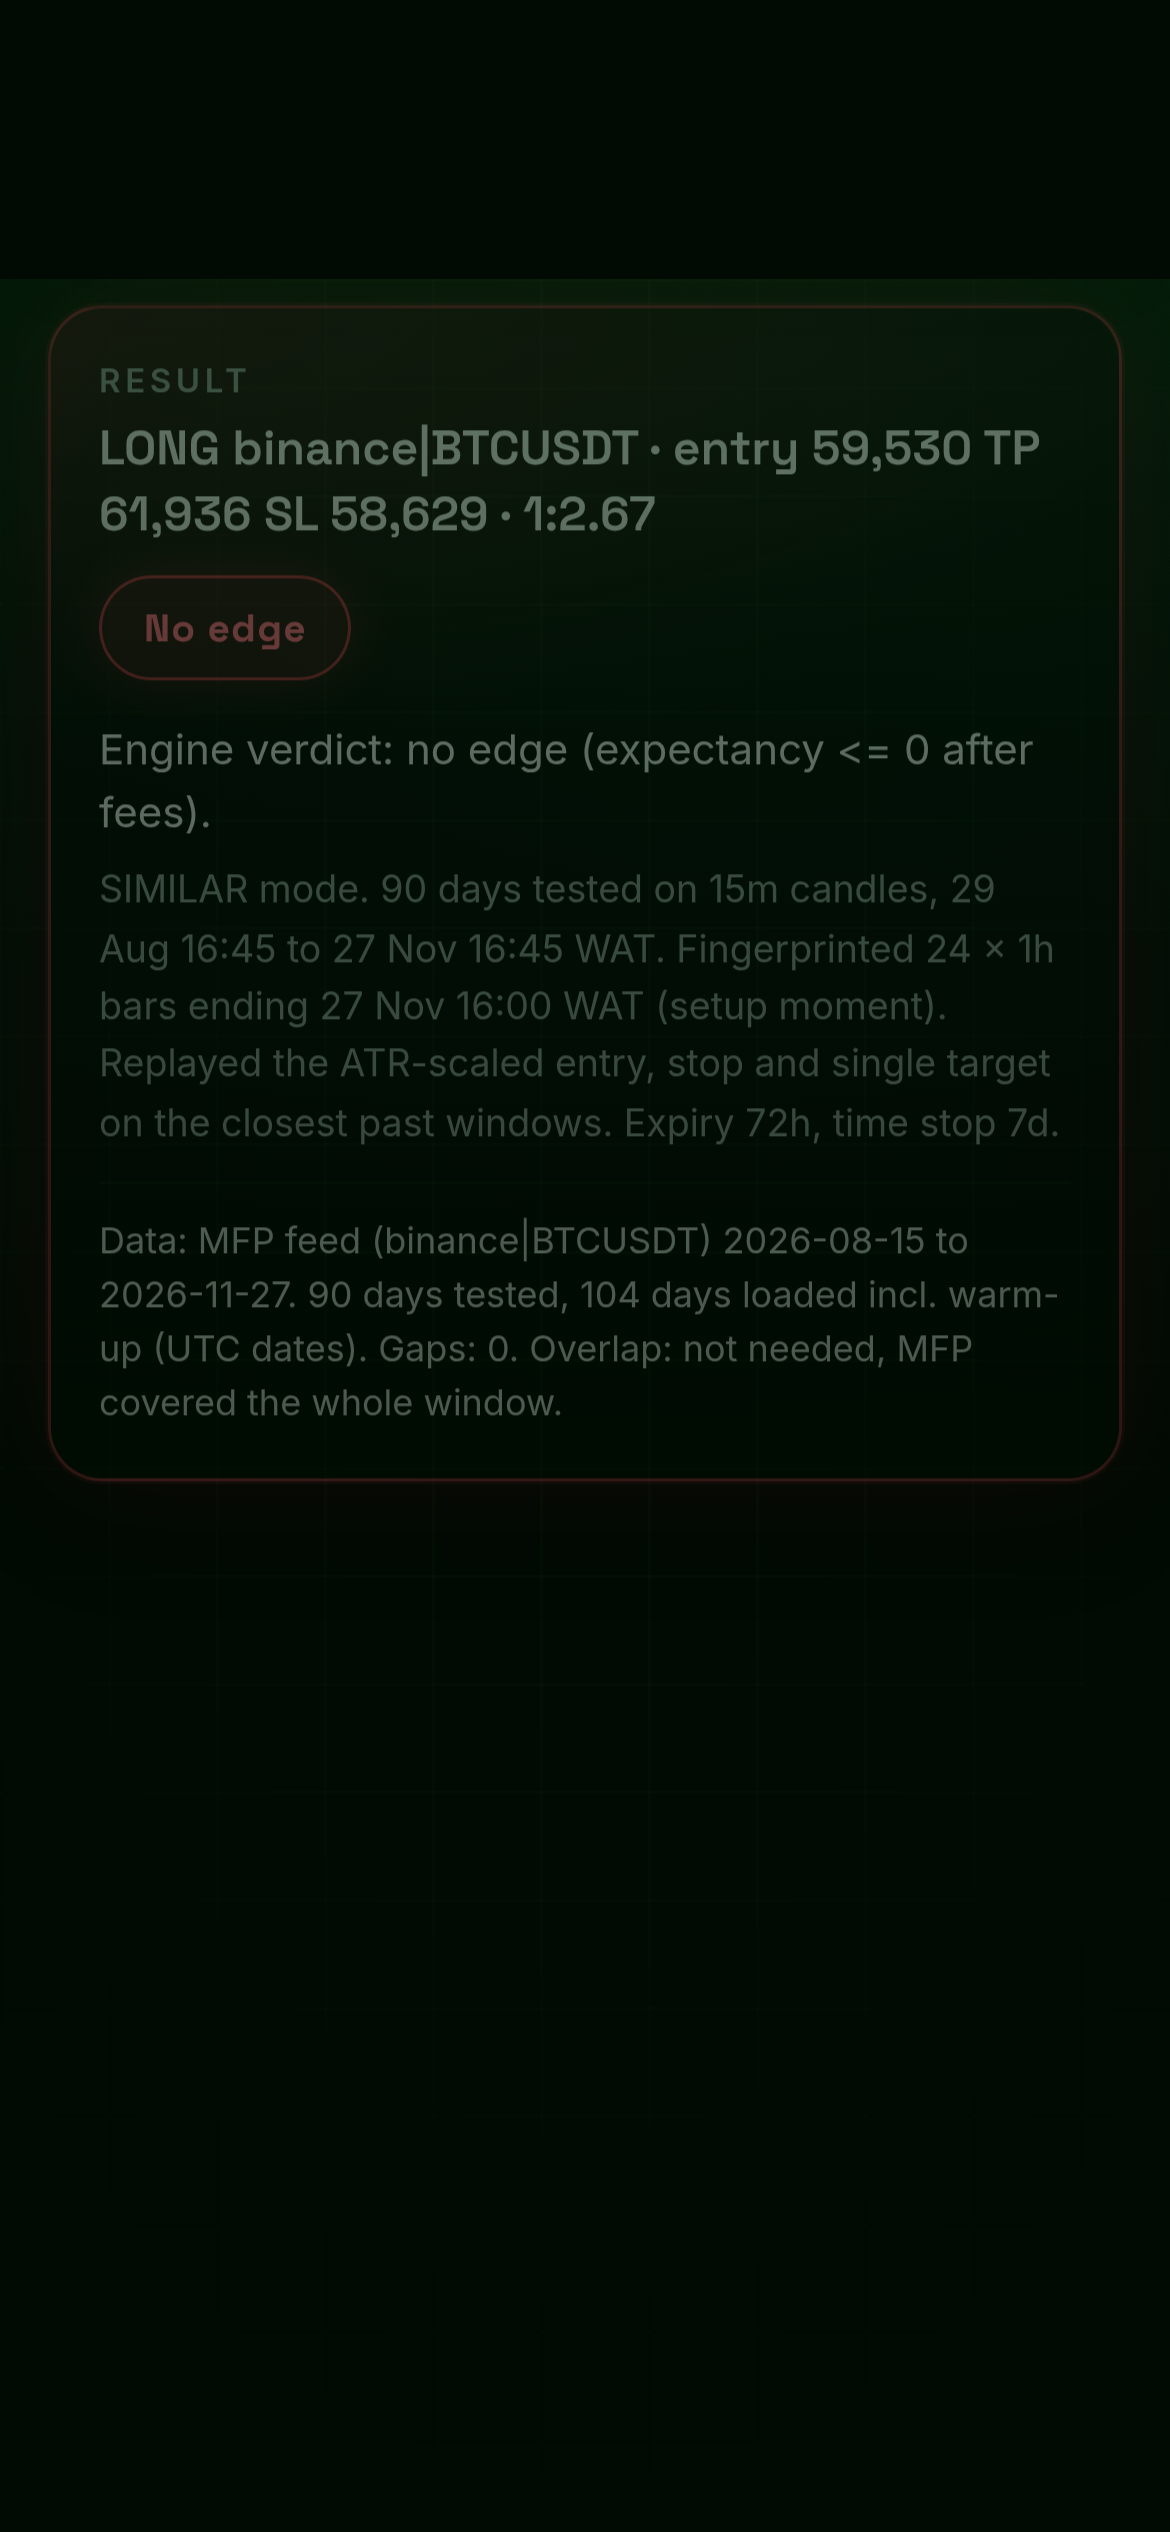 RESULT
LONG binance|BTCUSDT · entry 59,530 TP
61,936 SL 58,629 · 1:2.67
No edge
Engine verdict: no edge (expectancy <= 0 after
fees).
SIMILAR mode. 90 days tested on 15m candles, 29
Aug 16:45 to 27 Nov 16:45 WAT. Fingerprinted 24 × 1h
bars ending 27 Nov 16:00 WAT (setup moment).
Replayed the ATR-scaled entry, stop and single target
on the closest past windows. Expiry 72h, time stop 7d.
Data: MFP feed (binance|BTCUSDT) 2026-08-15 to
2026-11-27. 90 days tested, 104 days loaded incl. warm-
up (UTC dates). Gaps: 0. Overlap: not needed, MFP
covered the whole window.